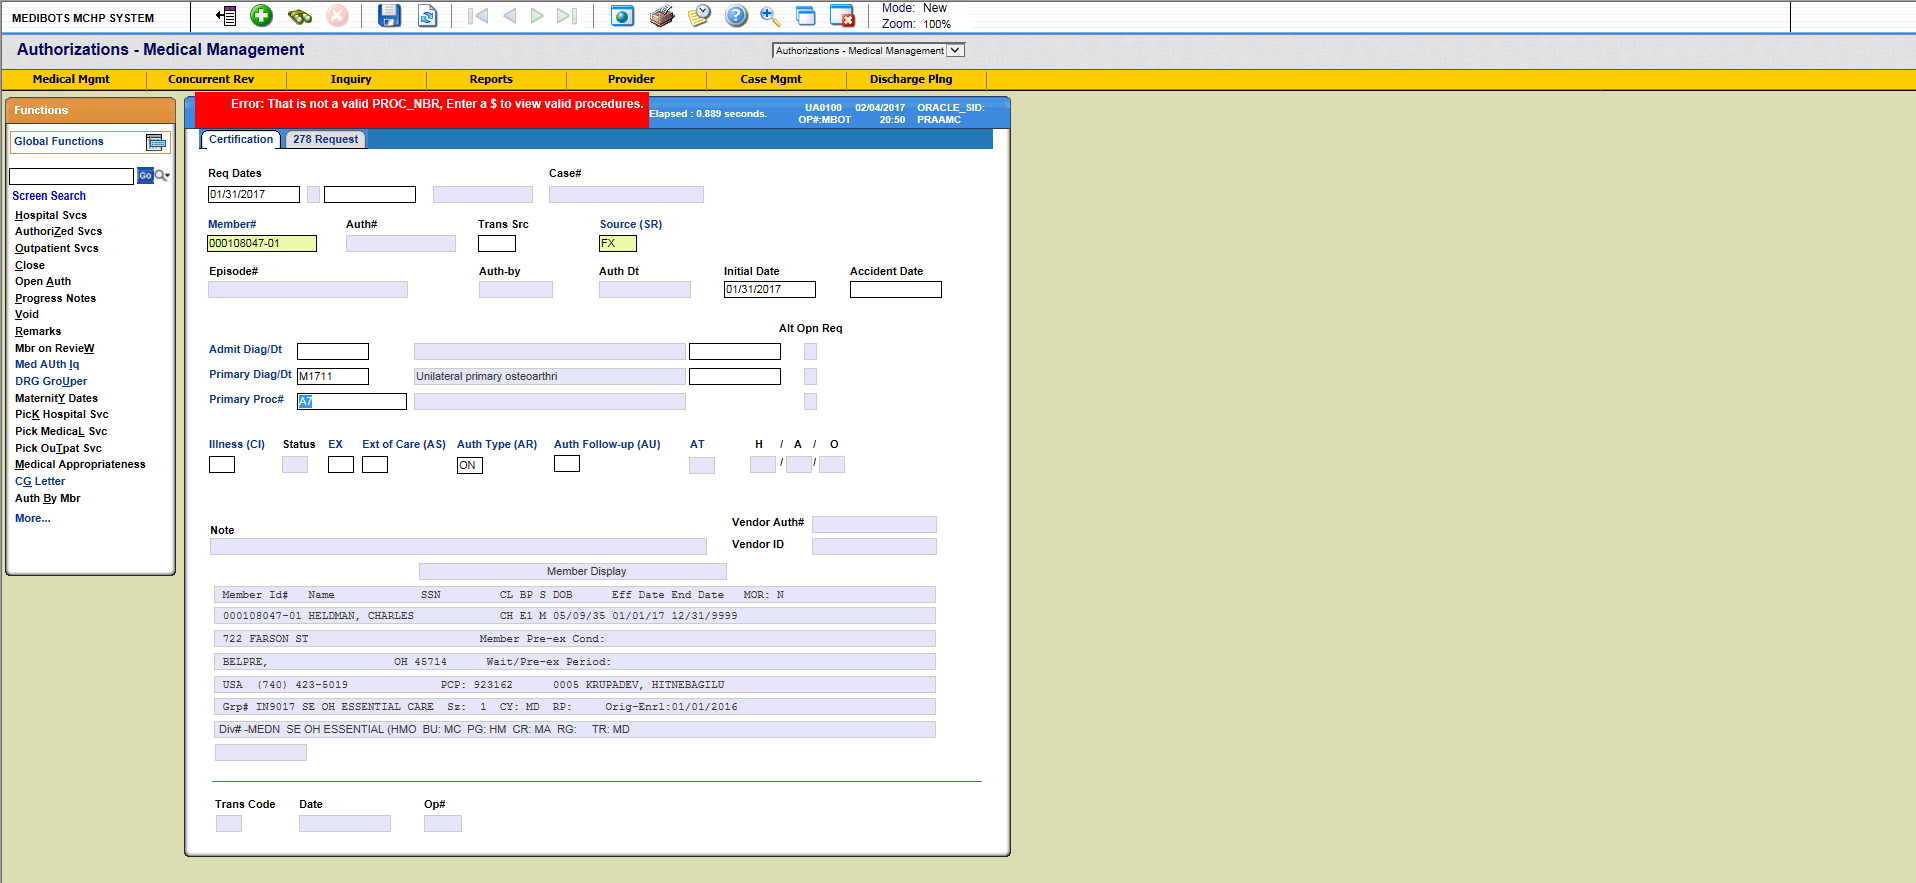 MEDIBOTS MCHP SYSTEM
Mode: New
Zoom: 100%
Authorizations - Medical Management
Authorizations - Medical Management
Medical Mgmt Concurrent Rev Inquiry Reports Provider Case Mgmt Discharge Plng
Functions
Global Functions
Go
Screen Search
Hospital Svcs
AuthoriZed Svcs
Outpatient Svcs
Close
Open Auth
Progress Notes
Void
Remarks
Mbr on RevieW
Med AUth Iq
DRG GroUper
MaternitY Dates
PicK Hospital Svc
Pick MedicaL Svc
Pick OuTpat Svc
Medical Appropriateness
CG Letter
Auth By Mbr
More...
Error: That is not a valid PROC_NBR, Enter a $ to view valid procedures.
Elapsed : 0.889 seconds.
UA0100 02/04/2017 ORACLE_SID:
OP#:MBOT 20:50 PRAAMC
Certification 278 Request
Req Dates Case#
01/31/2017
Member# Auth# Trans Src Source (SR)
000108047-01 FX
Episode# Auth-by Auth Dt Initial Date Accident Date
01/31/2017
Alt Opn Req
Admit Diag/Dt
Primary Diag/Dt M1711 Unilateral primary osteoarthri
Primary Proc# A7
Illness (CI) Status EX Ext of Care (AS) Auth Type (AR) Auth Follow-up (AU) AT H / A / O
ON / /
Note Vendor Auth#
Vendor ID
Member Display
Member Id# Name SSN CL BP S DOB Eff Date End Date MOR: N
000108047-01 HELDMAN, CHARLES CH E1 M 05/09/35 01/01/17 12/31/9999
722 FARSON ST Member Pre-ex Cond:
BELPRE, OH 45714 Wait/Pre-ex Period:
USA (740) 423-5019 PCP: 923162 0005 KRUPADEV, HITNEBAGILU
Grp# IN9017 SE OH ESSENTIAL CARE Sz: 1 CY: MD RP: Orig-Enrl:01/01/2016
Div# -MEDN SE OH ESSENTIAL (HMO BU: MC PG: HM CR: MA RG: TR: MD
Trans Code Date Op#